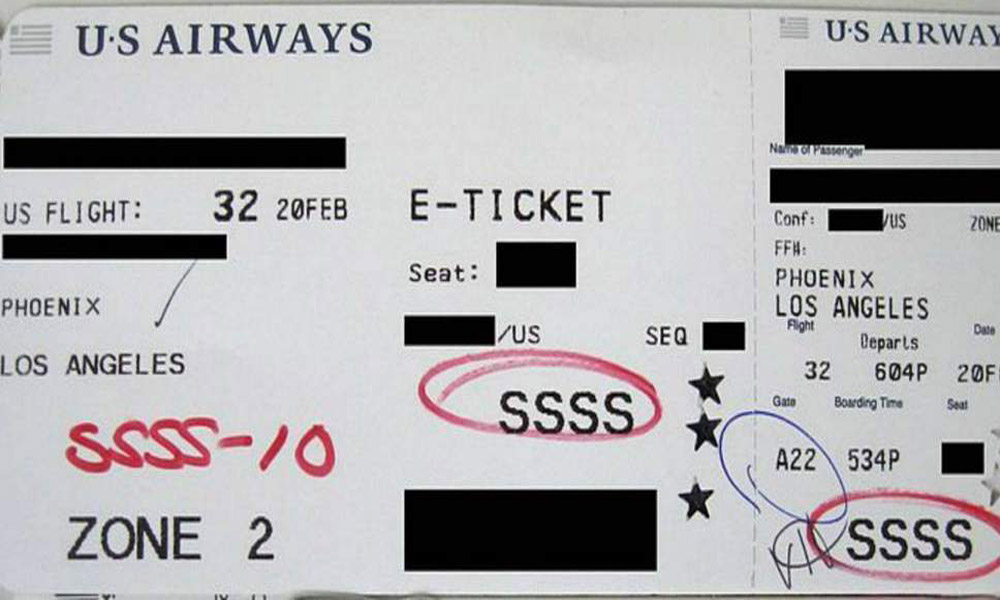 U·S AIRWAYS
US FLIGHT: 32 20FEB
PHOENIX
LOS ANGELES
SSSS-10
ZONE 2
E-TICKET
Seat:
/US SEQ
SSSS
U·S AIRWAY
Name of Passenger
Conf: /US ZONE
FF#:
PHOENIX
LOS ANGELES
Flight Departs Date
32 604P 20F
Gate Boarding Time Seat
A22 534P
SSSS